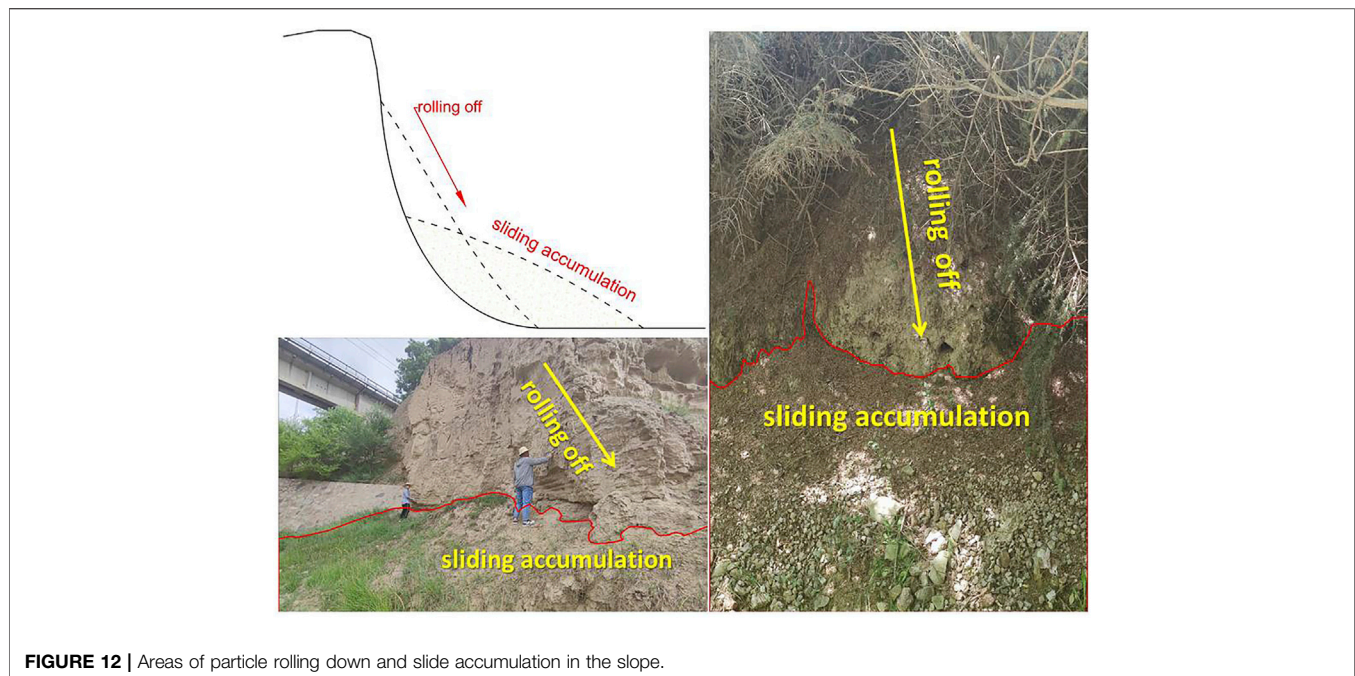 rolling off
sliding accumulation
rolling off
sliding accumulation
rolling off
sliding accumulation
FIGURE 12 | Areas of particle rolling down and slide accumulation in the slope.